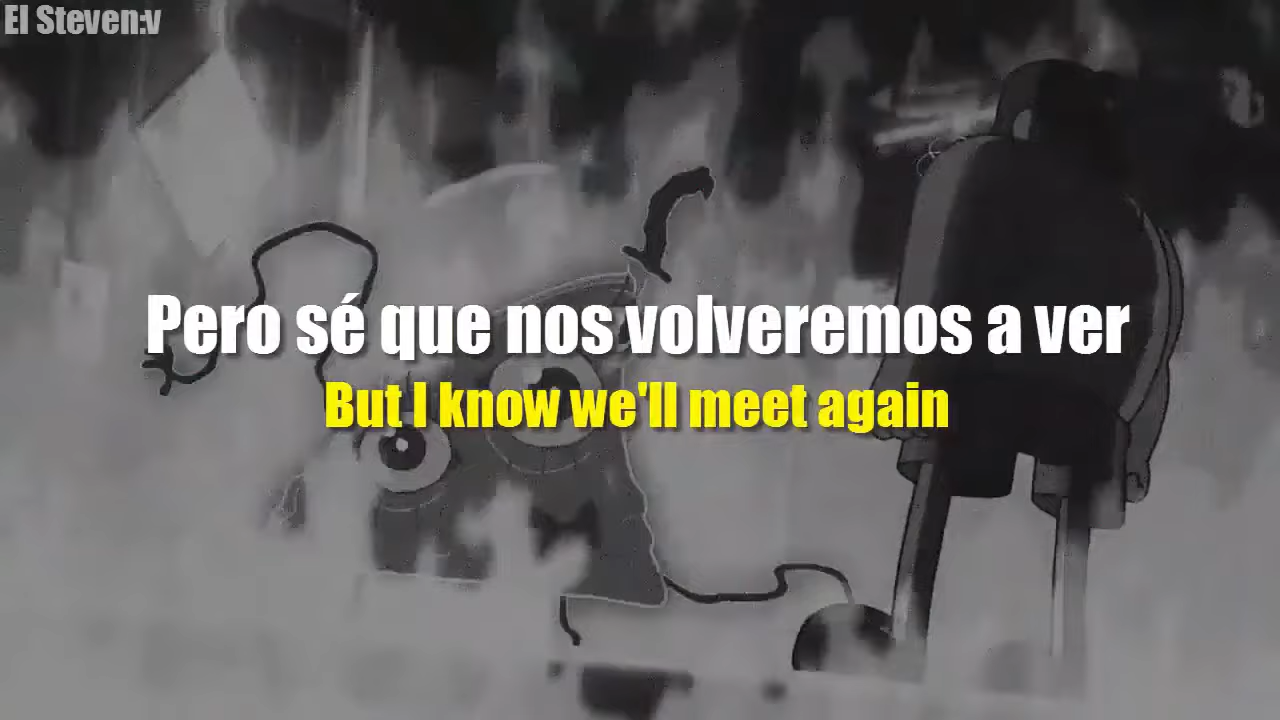 El Steven:v
Pero sé que nos volveremos a ver
But I know we'll meet again